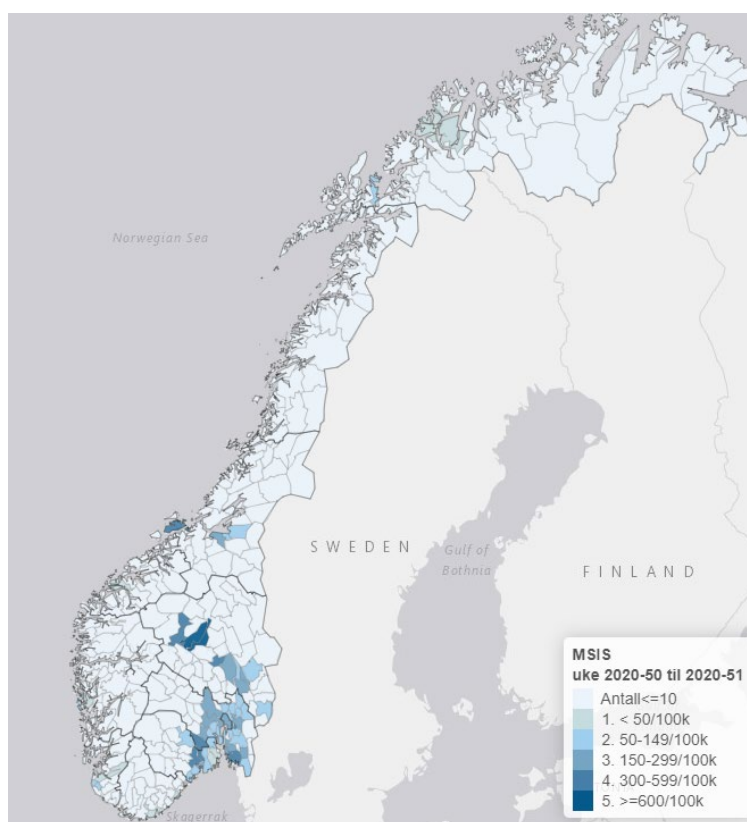 Norwegian Sea
SWEDEN
Gulf of
Bothnia
FINLAND
MSIS
uke 2020-50 til 2020-51
Antall<=10
1. < 50/100k
2. 50-149/100k
3. 150-299/100k
4. 300-599/100k
5. >=600/100k
Skagerrak